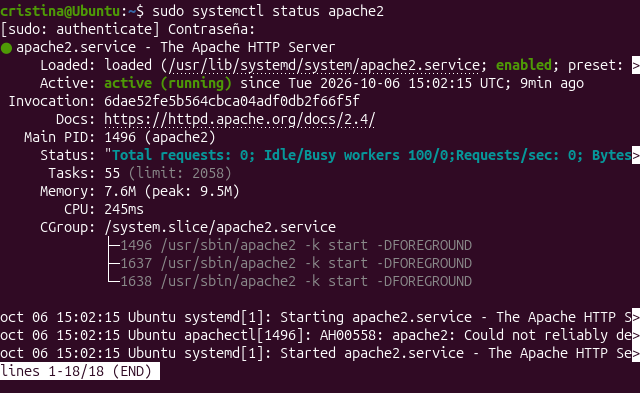 cristina@Ubuntu:~$ sudo systemctl status apache2
[sudo: authenticate] Contraseña:
● apache2.service - The Apache HTTP Server
     Loaded: loaded (/usr/lib/systemd/system/apache2.service; enabled; preset: >
     Active: active (running) since Tue 2026-10-06 15:02:15 UTC; 9min ago
 Invocation: 6dae52fe5b564cbca04adf0db2f66f5f
       Docs: https://httpd.apache.org/docs/2.4/
   Main PID: 1496 (apache2)
     Status: "Total requests: 0; Idle/Busy workers 100/0;Requests/sec: 0; Bytes>
      Tasks: 55 (limit: 2058)
     Memory: 7.6M (peak: 9.5M)
        CPU: 245ms
     CGroup: /system.slice/apache2.service
             ├─1496 /usr/sbin/apache2 -k start -DFOREGROUND
             ├─1637 /usr/sbin/apache2 -k start -DFOREGROUND
             └─1638 /usr/sbin/apache2 -k start -DFOREGROUND

oct 06 15:02:15 Ubuntu systemd[1]: Starting apache2.service - The Apache HTTP S>
oct 06 15:02:15 Ubuntu apachectl[1496]: AH00558: apache2: Could not reliably de>
oct 06 15:02:15 Ubuntu systemd[1]: Started apache2.service - The Apache HTTP Se>
lines 1-18/18 (END)